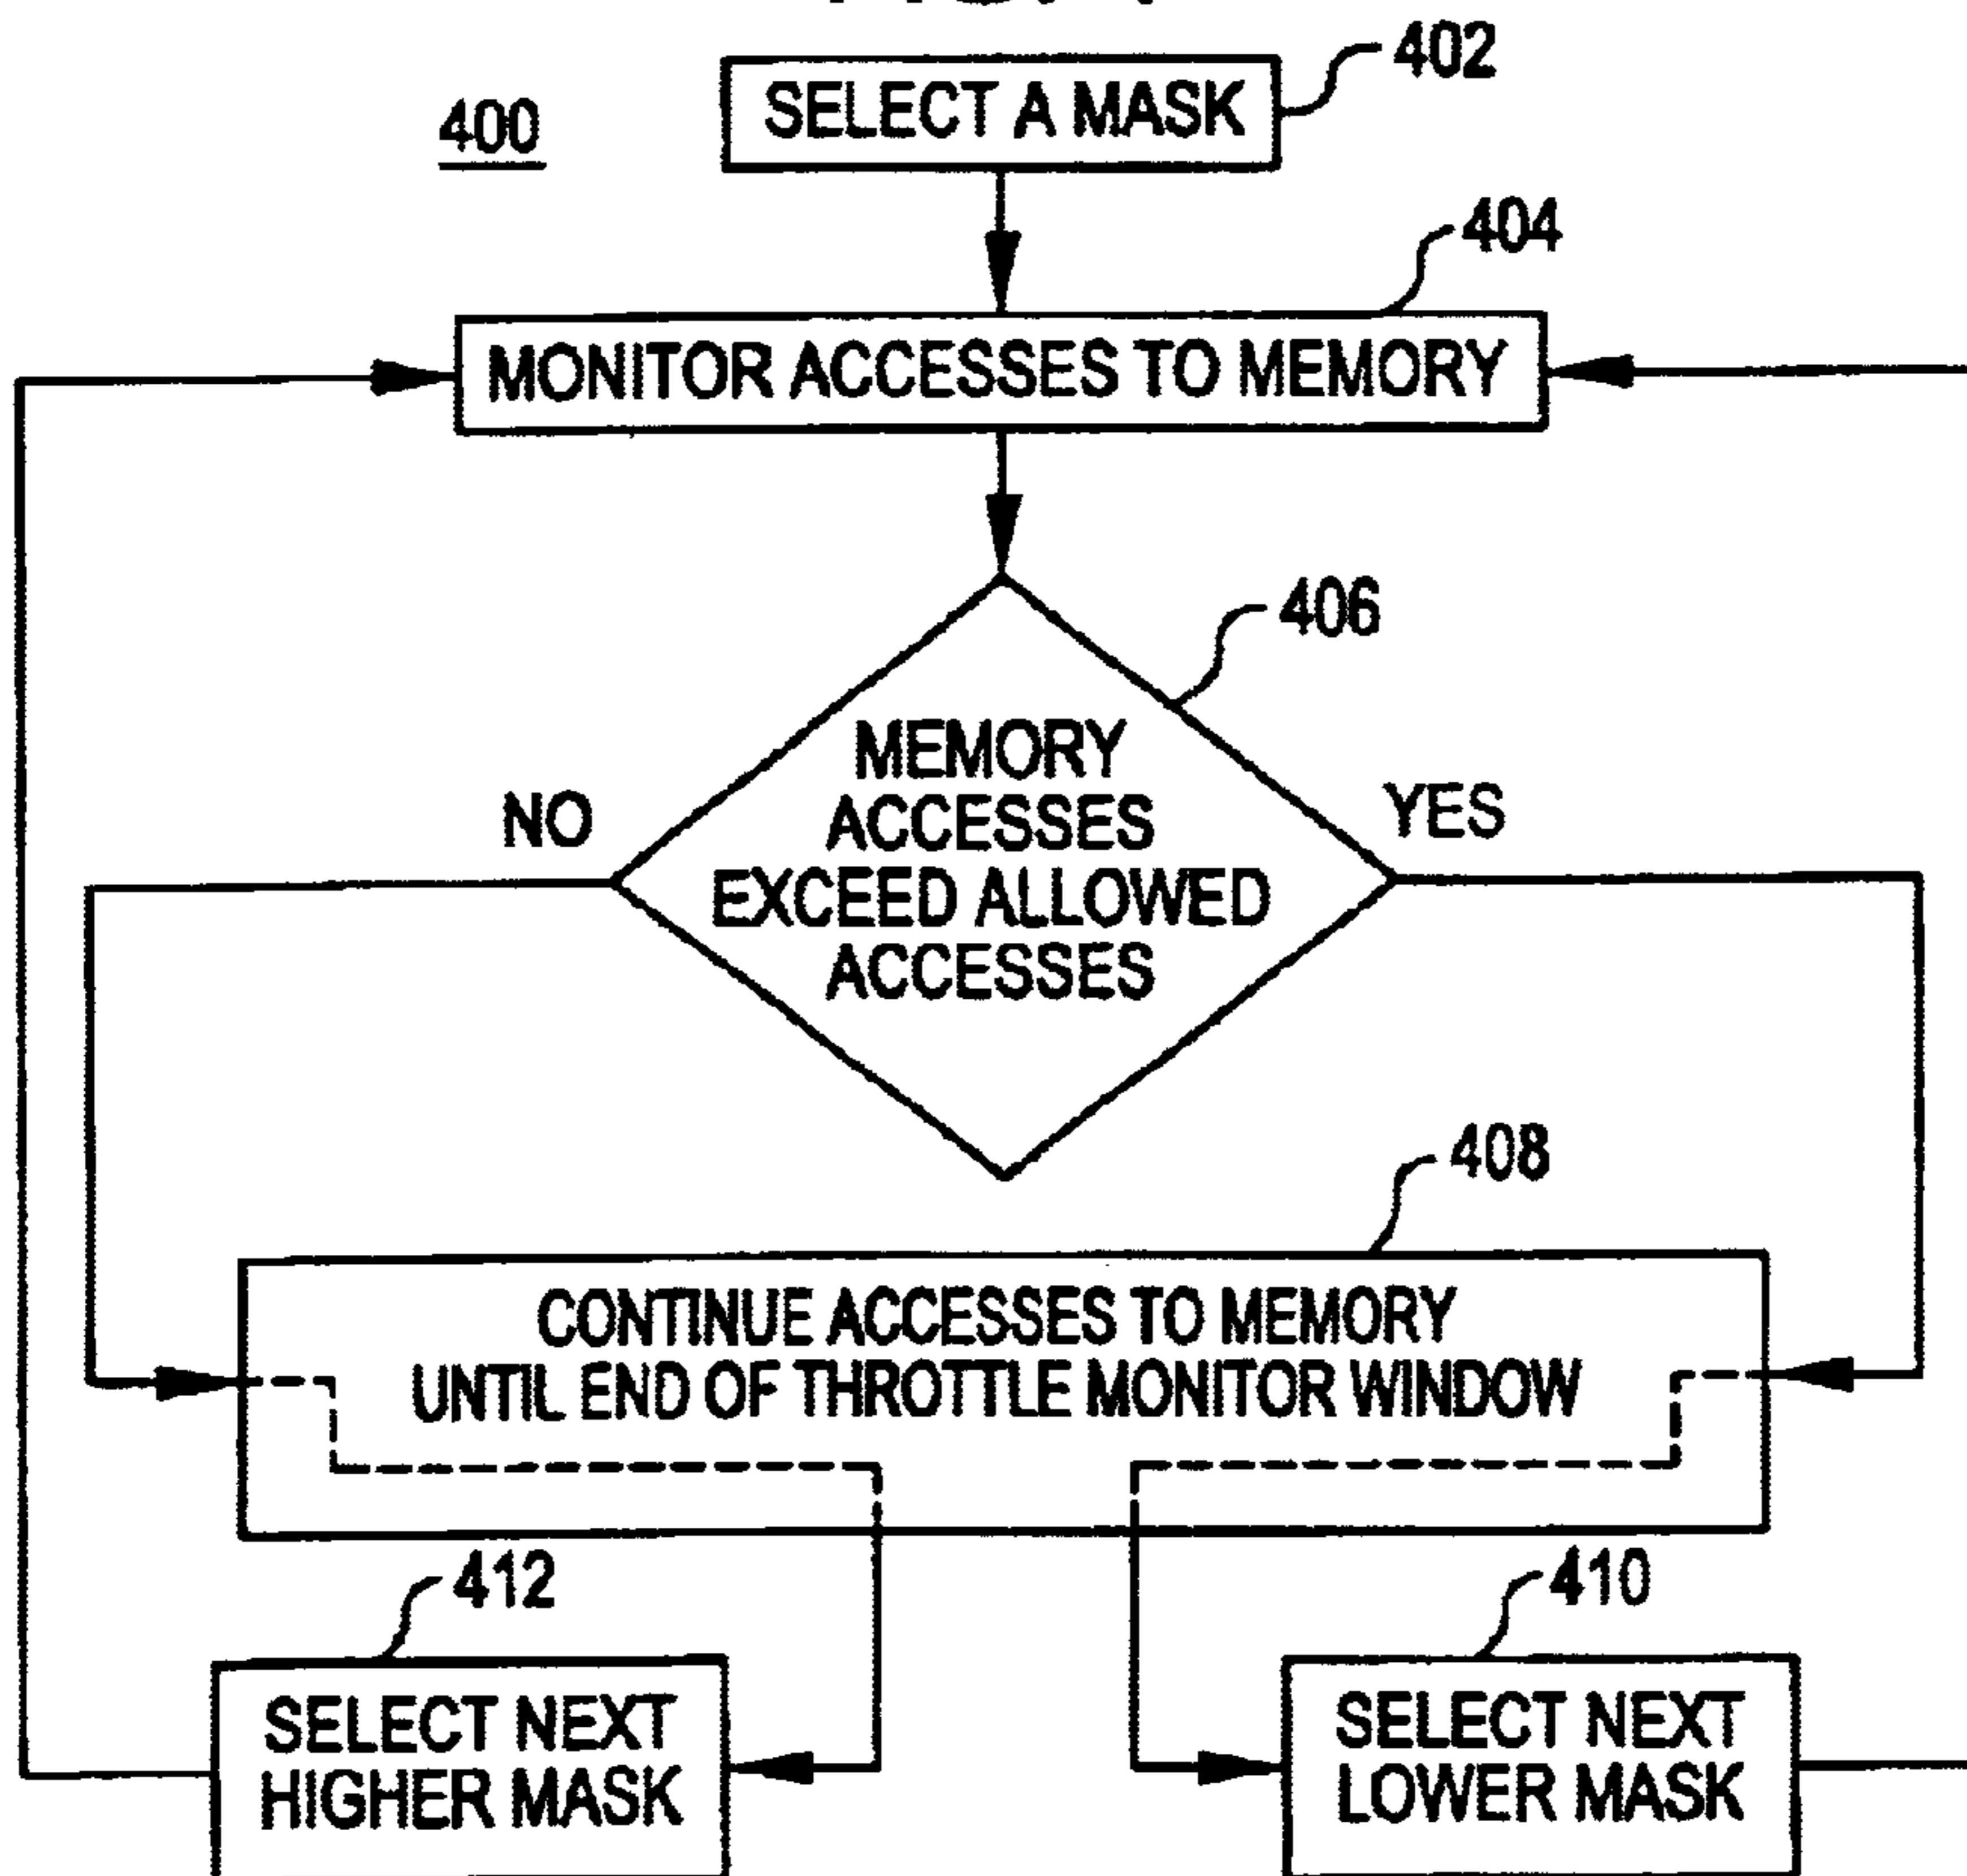 402
SELECT A MASK
400
404
MONITOR ACCESSES TO MEMORY
406
MEMORY
ACCESSES
EXCEED ALLOWED
ACCESSES
NO
YES
408
CONTINUE ACCESSES TO MEMORY
UNTIL END OF THROTTLE MONITOR WINDOW
412
410
SELECT NEXT
HIGHER MASK
SELECT NEXT
LOWER MASK